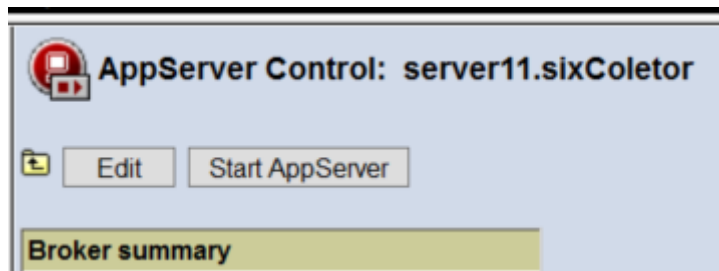 AppServer Control: server11.sixColetor
Edit Start AppServer
Broker summary